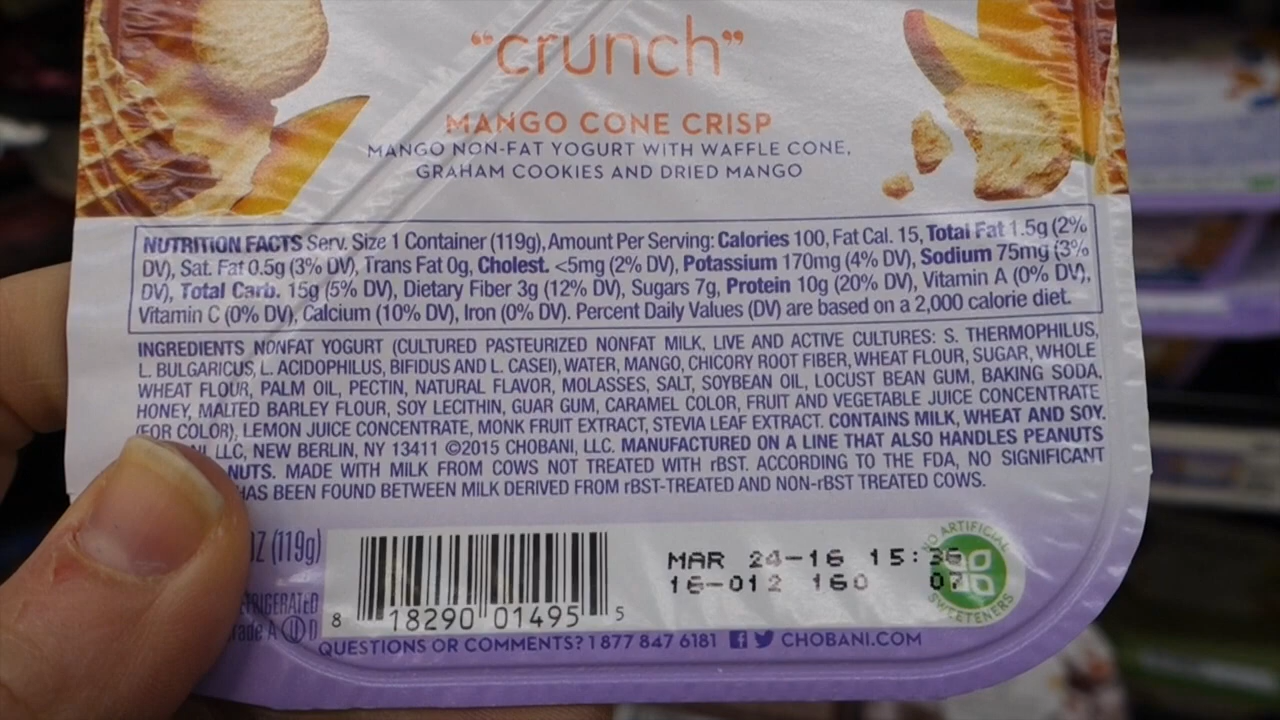 "crunch"
MANGO CONE CRISP
MANGO NON-FAT YOGURT WITH WAFFLE CONE,
GRAHAM COOKIES AND DRIED MANGO
NUTRITION FACTS Serv. Size 1 Container (119g), Amount Per Serving: Calories 100, Fat Cal. 15, Total Fat 1.5g (2%
DV), Sat. Fat 0.5g (3% DV), Trans Fat 0g, Cholest. <5mg (2% DV), Potassium 170mg (4% DV), Sodium 75mg (3%
DV), Total Carb. 15g (5% DV), Dietary Fiber 3g (12% DV), Sugars 7g, Protein 10g (20% DV), Vitamin A (0% DV),
Vitamin C (0% DV), Calcium (10% DV), Iron (0% DV). Percent Daily Values (DV) are based on a 2,000 calorie diet.
INGREDIENTS NONFAT YOGURT (CULTURED PASTEURIZED NONFAT MILK, LIVE AND ACTIVE CULTURES: S. THERMOPHILUS,
L. BULGARICUS, L. ACIDOPHILUS, BIFIDUS AND L. CASEI), WATER, MANGO, CHICORY ROOT FIBER, WHEAT FLOUR, SUGAR, WHOLE
WHEAT FLOUR, PALM OIL, PECTIN, NATURAL FLAVOR, MOLASSES, SALT, SOYBEAN OIL, LOCUST BEAN GUM, BAKING SODA,
HONEY, MALTED BARLEY FLOUR, SOY LECITHIN, GUAR GUM, CARAMEL COLOR, FRUIT AND VEGETABLE JUICE CONCENTRATE
(FOR COLOR), LEMON JUICE CONCENTRATE, MONK FRUIT EXTRACT, STEVIA LEAF EXTRACT. CONTAINS MILK, WHEAT AND SOY.
LLC, NEW BERLIN, NY 13411 ©2015 CHOBANI, LLC. MANUFACTURED ON A LINE THAT ALSO HANDLES PEANUTS
NUTS. MADE WITH MILK FROM COWS NOT TREATED WITH rBST. ACCORDING TO THE FDA, NO SIGNIFICANT
HAS BEEN FOUND BETWEEN MILK DERIVED FROM rBST-TREATED AND NON-rBST TREATED COWS.
(119g)
8 18290 01495 5
MAR 24-16 15:36
16-012 160 07
NO ARTIFICIAL
SWEETENERS
QUESTIONS OR COMMENTS? 1 877 847 6181 CHOBANI.COM